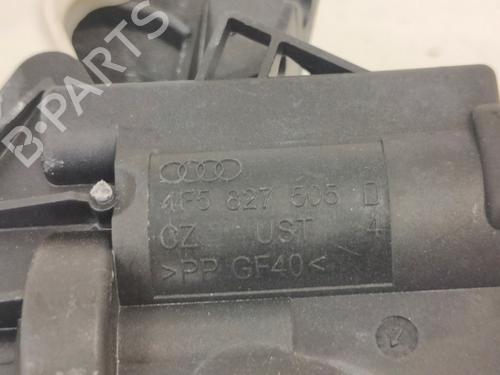 B-PARTS
4F5 827 505 D
CZ UST 4
>PP GF40<